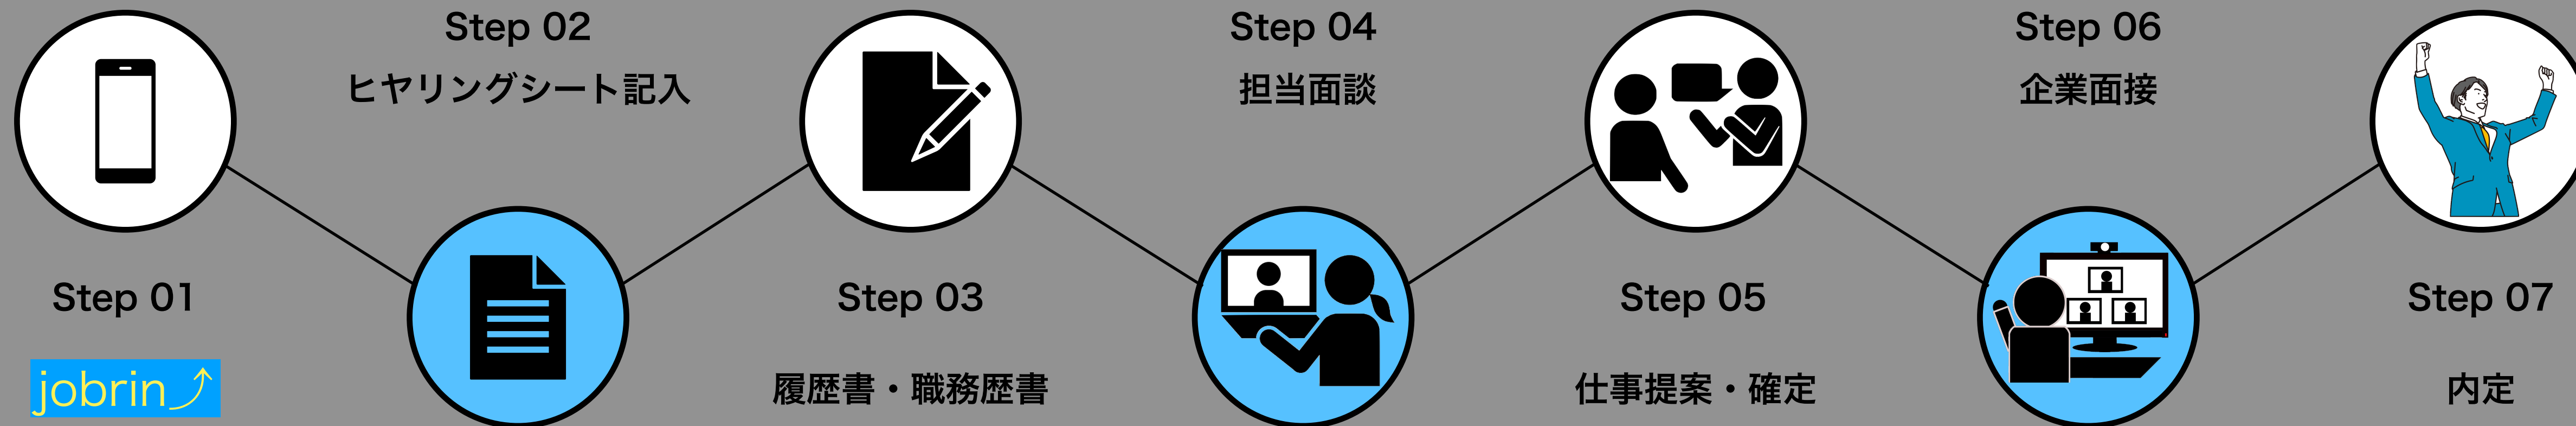 Step 01
jobrin
Step 02
ヒヤリングシート記入
Step 03
履歴書・職務歴書
Step 04
担当面談
Step 05
仕事提案・確定
Step 06
企業面接
Step 07
内定